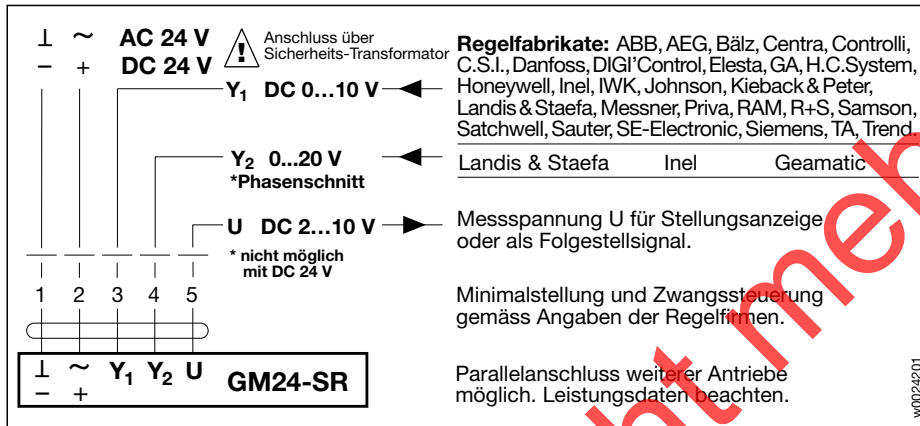 ⊥ ~ AC 24 V
– + DC 24 V
Anschluss über
Sicherheits-Transformator
Y1 DC 0...10 V
Y2 0...20 V
*Phasenschnitt
U DC 2...10 V
* nicht möglich
mit DC 24 V
1 2 3 4 5
⊥ ~ Y1 Y2 U
– +
GM24-SR
Regelfabrikate: ABB, AEG, Bälz, Centra, Controlli,
C.S.I., Danfoss, DIGI'Control, Elesta, GA, H.C.System,
Honeywell, Inel, IWK, Johnson, Kieback & Peter,
Landis & Staefa, Messner, Priva, RAM, R+S, Samson,
Satchwell, Sauter, SE-Electronic, Siemens, TA, Trend.
Landis & Staefa Inel Geamatic
Messspannung U für Stellungsanzeige
oder als Folgestellsignal.
Minimalstellung und Zwangssteuerung
gemäss Angaben der Regelfirmen.
Parallelanschluss weiterer Antriebe
möglich. Leistungsdaten beachten.
w0024201
ht meh